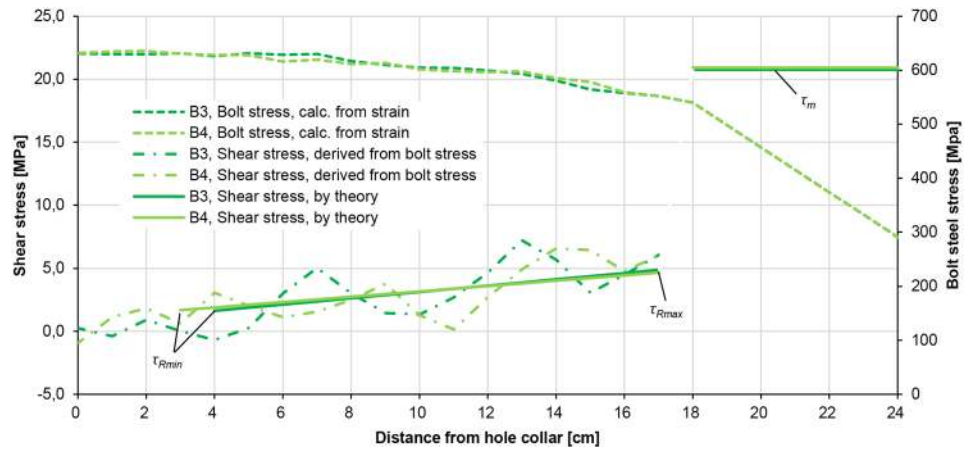 25,0
20,0
15,0
10,0
5,0
0,0
-5,0
Shear stress [MPa]
700
600
500
400
300
200
100
0
Bolt steel stress [Mpa]
τm
B3, Bolt stress, calc. from strain
B4, Bolt stress, calc. from strain
B3, Shear stress, derived from bolt stress
B4, Shear stress, derived from bolt stress
B3, Shear stress, by theory
B4, Shear stress, by theory
τRmin
τRmax
0 2 4 6 8 10 12 14 16 18 20 22 24
Distance from hole collar [cm]